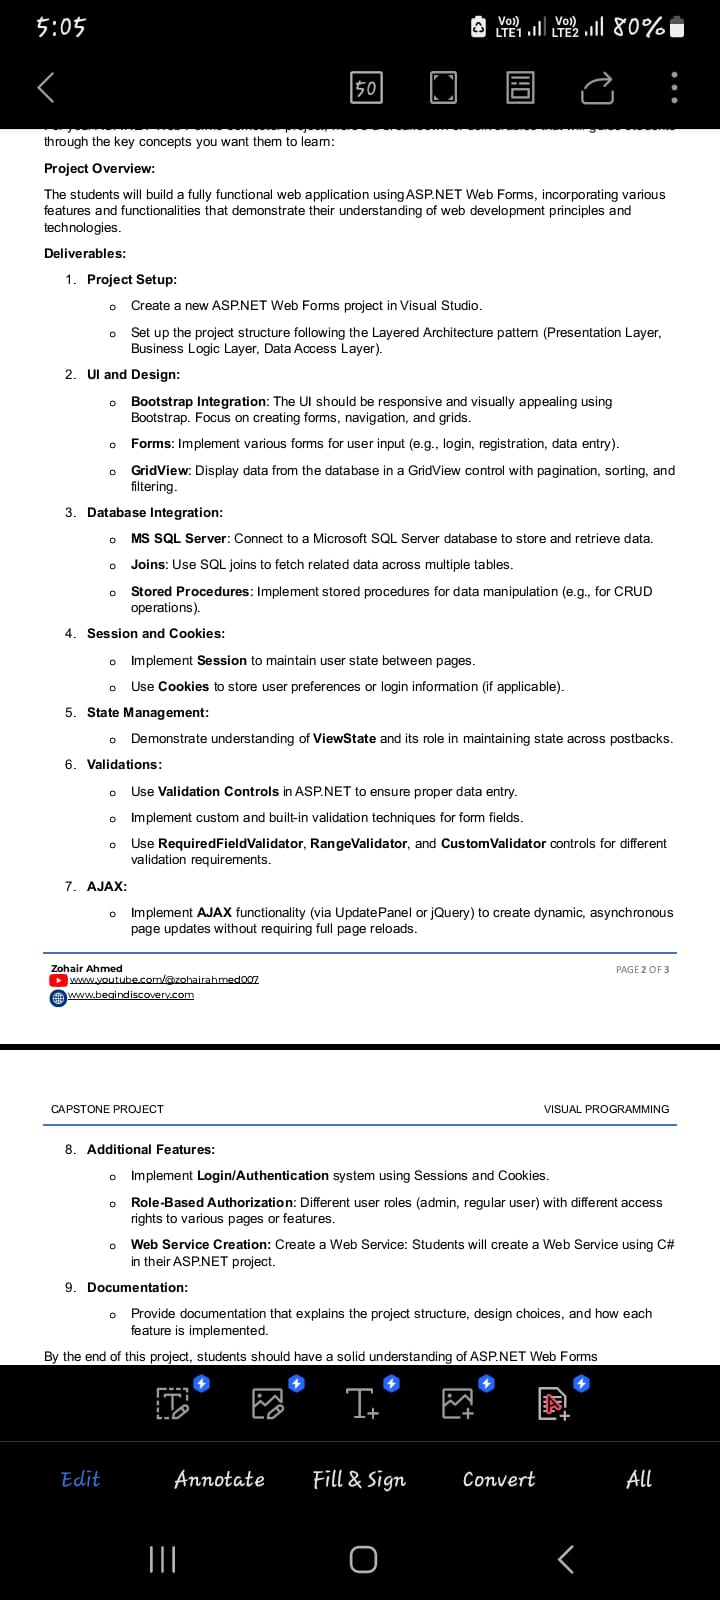 5:05
Vo)) LTE1 Vo)) LTE2 80%
50
through the key concepts you want them to learn:
Project Overview:
The students will build a fully functional web application using ASP.NET Web Forms, incorporating various
features and functionalities that demonstrate their understanding of web development principles and
technologies.
Deliverables:
1. Project Setup:
o Create a new ASP.NET Web Forms project in Visual Studio.
o Set up the project structure following the Layered Architecture pattern (Presentation Layer,
Business Logic Layer, Data Access Layer).
2. UI and Design:
o Bootstrap Integration: The UI should be responsive and visually appealing using
Bootstrap. Focus on creating forms, navigation, and grids.
o Forms: Implement various forms for user input (e.g., login, registration, data entry).
o GridView: Display data from the database in a GridView control with pagination, sorting, and
filtering.
3. Database Integration:
o MS SQL Server: Connect to a Microsoft SQL Server database to store and retrieve data.
o Joins: Use SQL joins to fetch related data across multiple tables.
o Stored Procedures: Implement stored procedures for data manipulation (e.g., for CRUD
operations).
4. Session and Cookies:
o Implement Session to maintain user state between pages.
o Use Cookies to store user preferences or login information (if applicable).
5. State Management:
o Demonstrate understanding of ViewState and its role in maintaining state across postbacks.
6. Validations:
o Use Validation Controls in ASP.NET to ensure proper data entry.
o Implement custom and built-in validation techniques for form fields.
o Use RequiredFieldValidator, RangeValidator, and CustomValidator controls for different
validation requirements.
7. AJAX:
o Implement AJAX functionality (via UpdatePanel or jQuery) to create dynamic, asynchronous
page updates without requiring full page reloads.
Zohair Ahmed PAGE 2 OF 3
www.youtube.com/@zohairahmed007
www.begindiscovery.com
CAPSTONE PROJECT VISUAL PROGRAMMING
8. Additional Features:
o Implement Login/Authentication system using Sessions and Cookies.
o Role-Based Authorization: Different user roles (admin, regular user) with different access
rights to various pages or features.
o Web Service Creation: Create a Web Service: Students will create a Web Service using C#
in their ASP.NET project.
9. Documentation:
o Provide documentation that explains the project structure, design choices, and how each
feature is implemented.
By the end of this project, students should have a solid understanding of ASP.NET Web Forms
Edit Annotate Fill & Sign Convert All